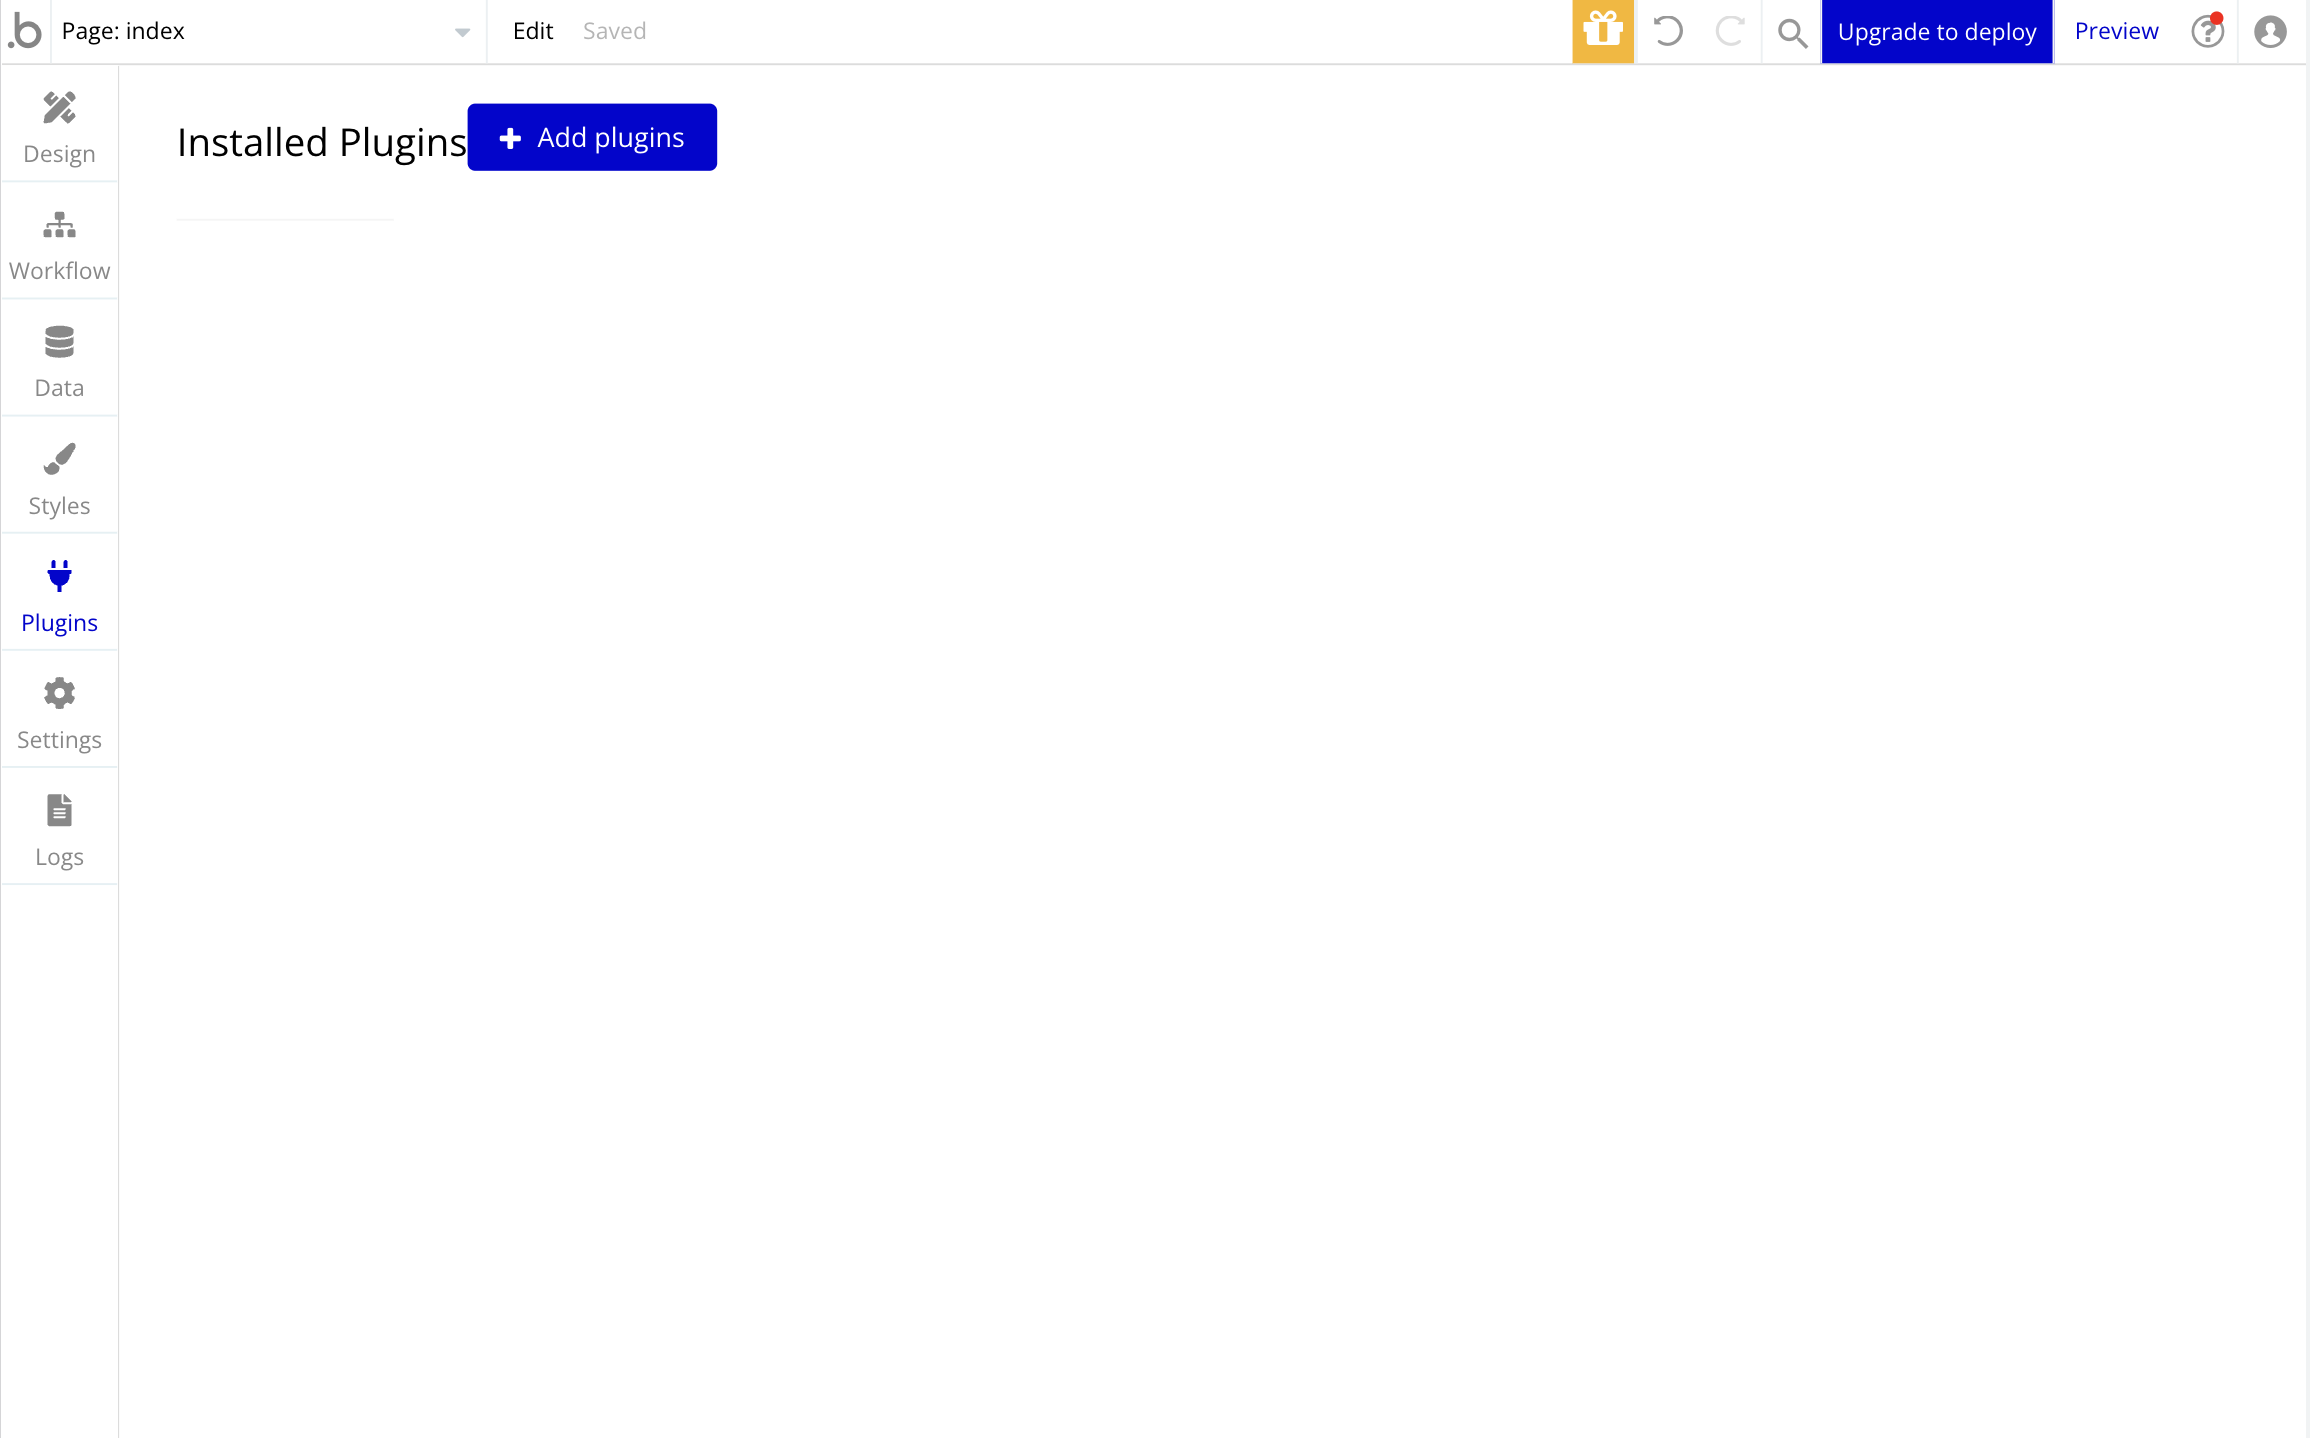 .b Page: index Edit Saved Upgrade to deploy Preview
Installed Plugins + Add plugins
Design
Workflow
Data
Styles
Plugins
Settings
Logs